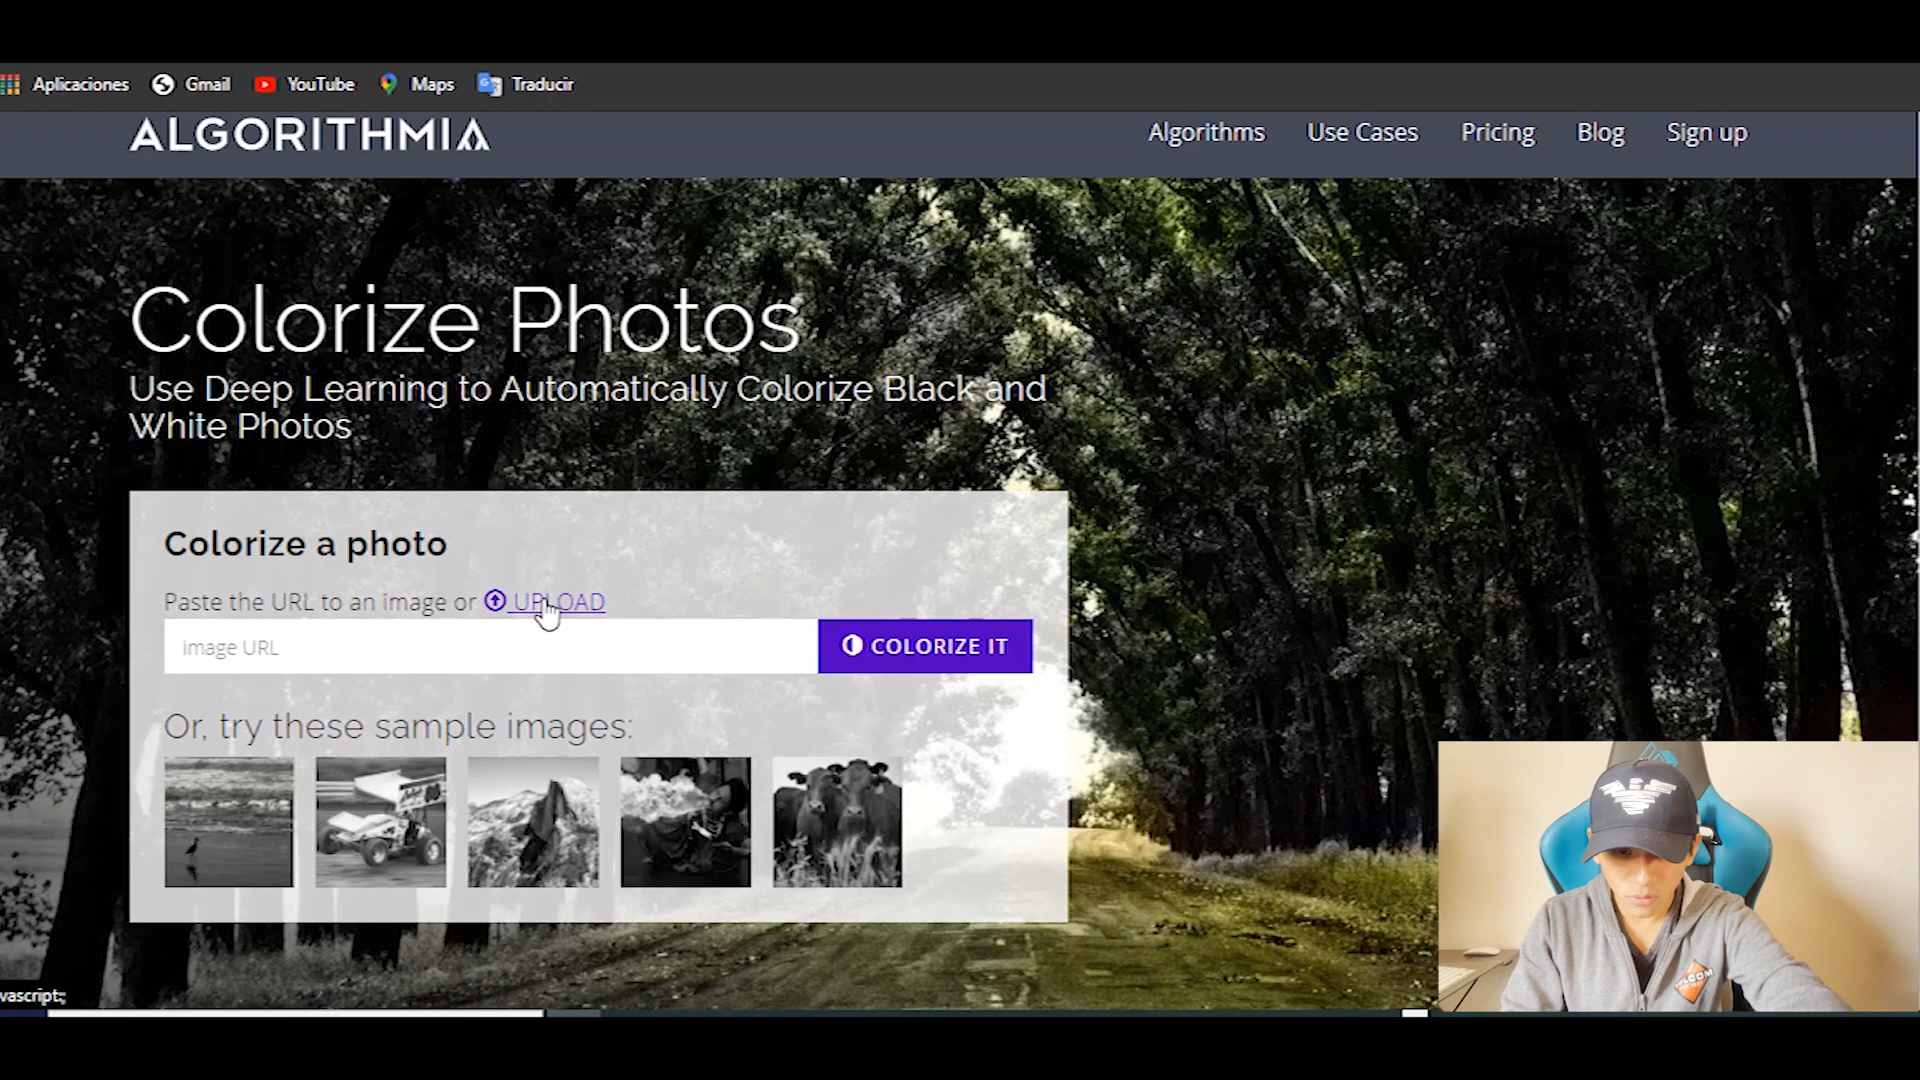 Aplicaciones Gmail YouTube Maps Traducir
ALGORITHMIA Algorithms Use Cases Pricing Blog Sign up
Colorize Photos
Use Deep Learning to Automatically Colorize Black and
White Photos
Colorize a photo
Paste the URL to an image or UPLOAD
image URL COLORIZE IT
Or, try these sample images:
vascript:;